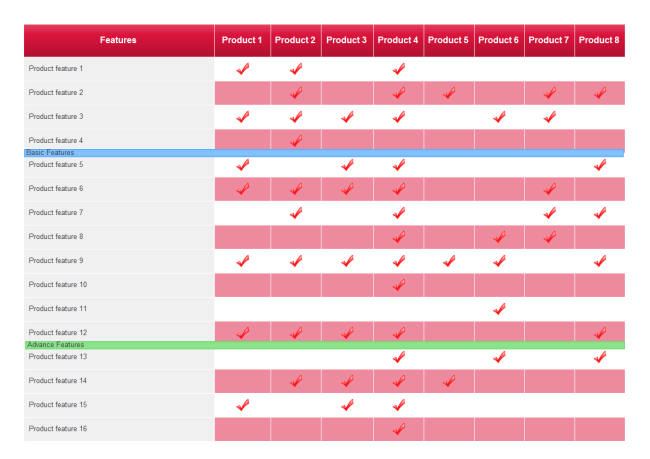 Features Product 1 Product 2 Product 3 Product 4 Product 5 Product 6 Product 7 Product 8
Product feature 1
Product feature 2
Product feature 3
Product feature 4
Basic Features
Product feature 5
Product feature 6
Product feature 7
Product feature 8
Product feature 9
Product feature 10
Product feature 11
Product feature 12
Advance Features
Product feature 13
Product feature 14
Product feature 15
Product feature 16